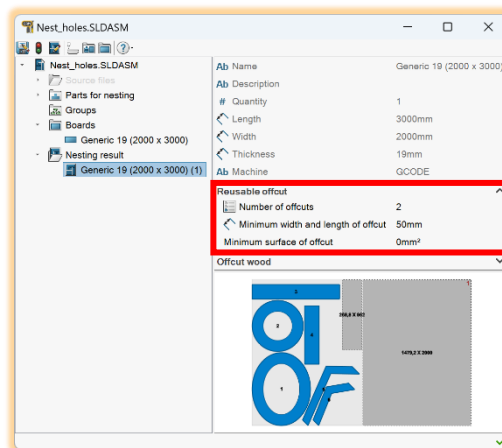 Nest_holes.SLDASM
Nest_holes.SLDASM
Source files
Parts for nesting
Groups
Boards
Generic 19 (2000 x 3000)
Nesting result
Generic 19 (2000 x 3000) (1)
Ab Name Generic 19 (2000 x 3000)
Ab Description
# Quantity 1
Length 3000mm
Width 2000mm
Thickness 19mm
Ab Machine GCODE
Reusable offcut
Number of offcuts 2
Minimum width and length of offcut 50mm
Minimum surface of offcut 0mm²
Offcut wood
1
2
1
1479,2 X 2000